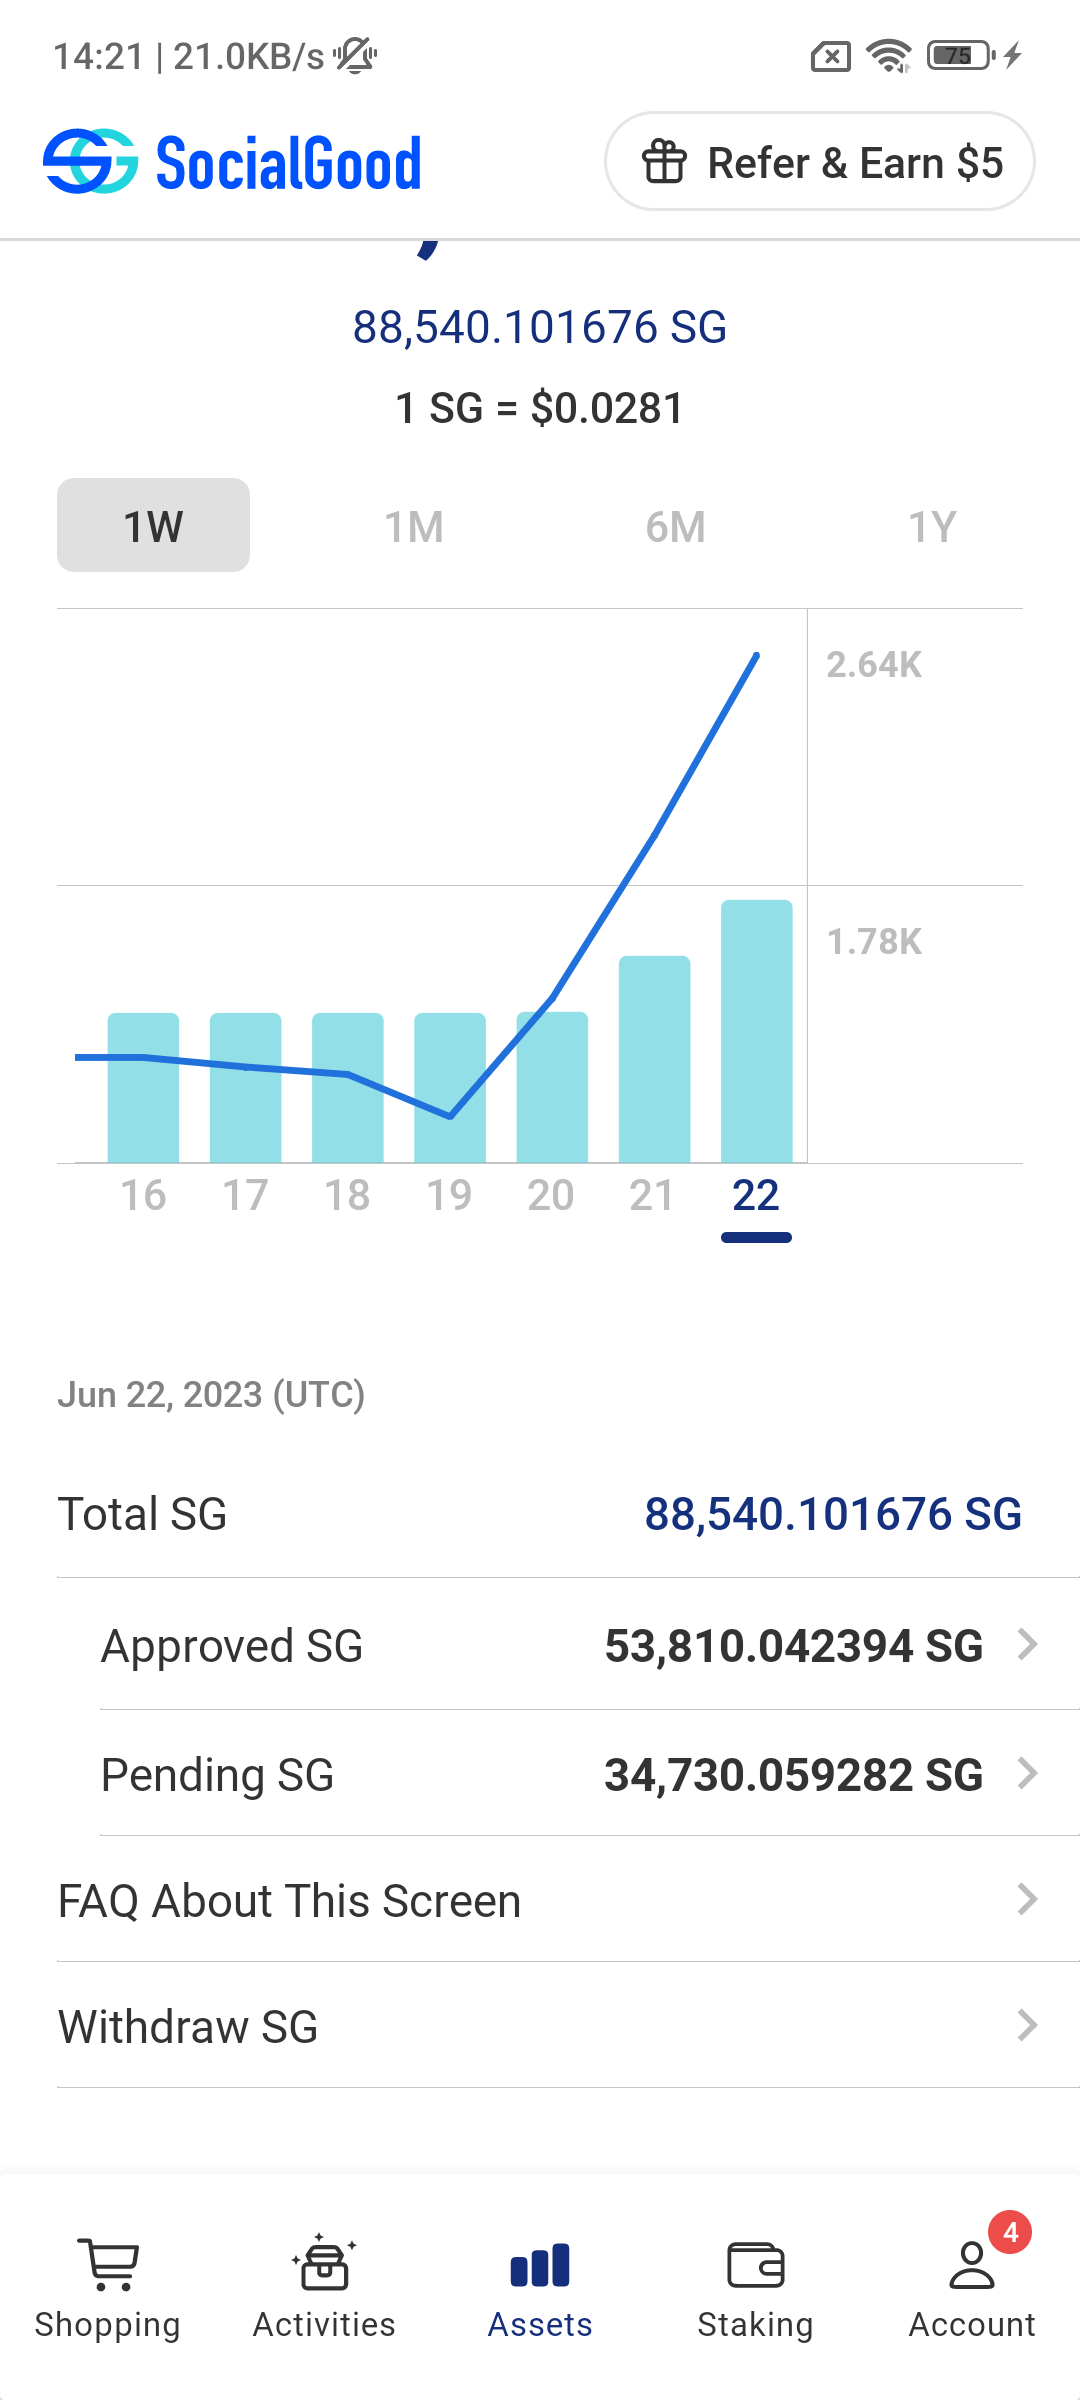 14:21 | 21.0KB/s
75
SocialGood
Refer & Earn $5
88,540.101676 SG
1 SG = $0.0281
1W 1M 6M 1Y
2.64K
1.78K
16 17 18 19 20 21 22
Jun 22, 2023 (UTC)
Total SG 88,540.101676 SG
Approved SG 53,810.042394 SG
Pending SG 34,730.059282 SG
FAQ About This Screen
Withdraw SG
4
Shopping Activities Assets Staking Account